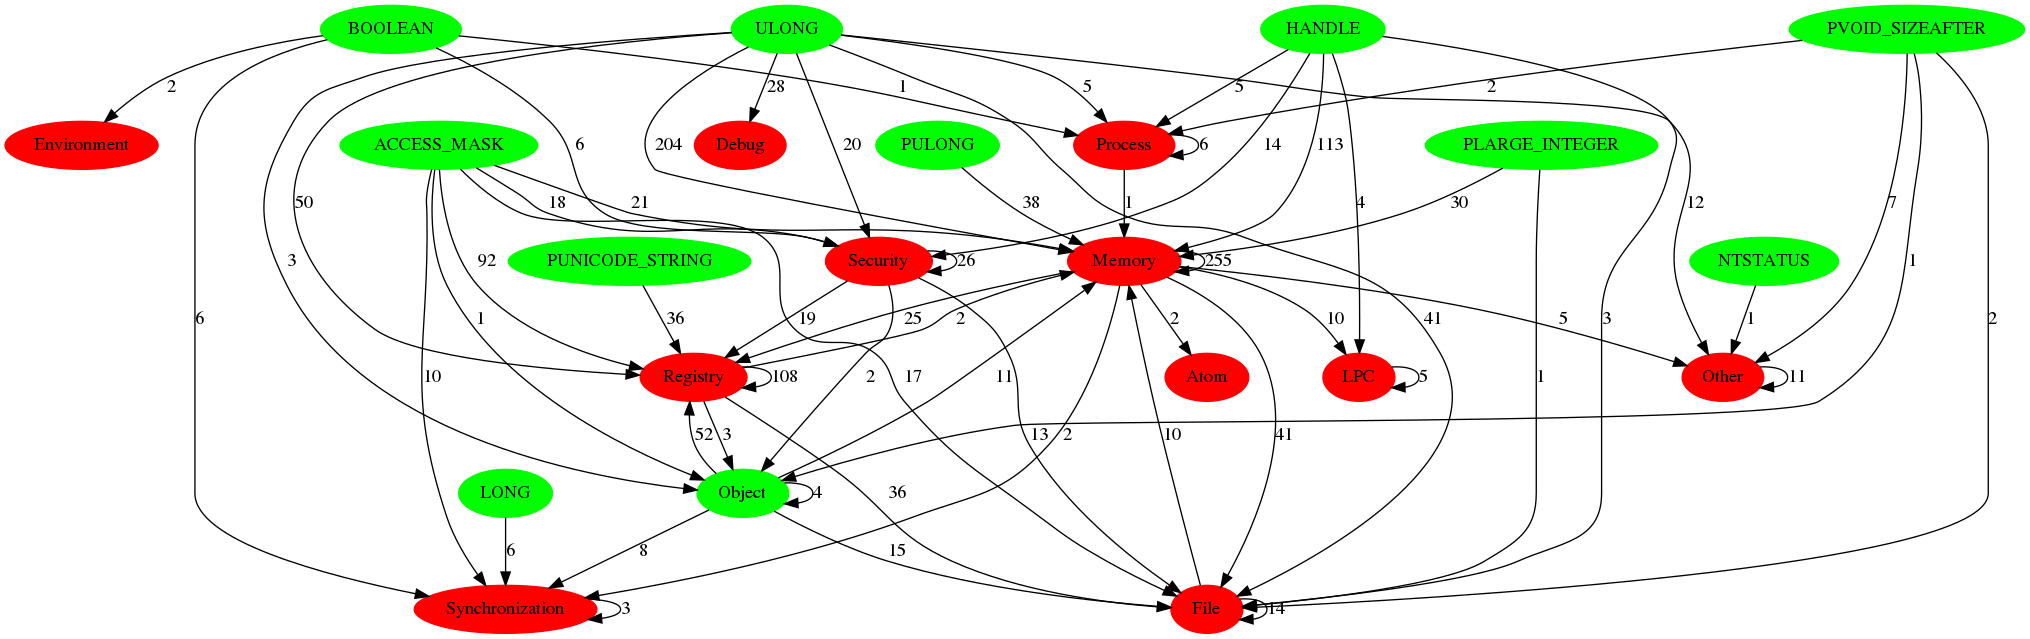 BOOLEAN
ULONG
HANDLE
PVOID_SIZEAFTER
2
28
5
1
5
2
Environment
ACCESS_MASK
6
204
Debug
20
PULONG
Process
6
14
113
PLARGE_INTEGER
50
18
21
38
1
4
30
12
7
3
92
PUNICODE_STRING
Security
26
Memory
255
NTSTATUS
1
6
1
36
19
25
2
10
2
41
41
5
3
1
2
10
Registry
108
2
17
11
Atom
LPC
5
1
Other
11
52
3
13
2
10
41
LONG
Object
4
36
6
8
15
Synchronization
3
File
14